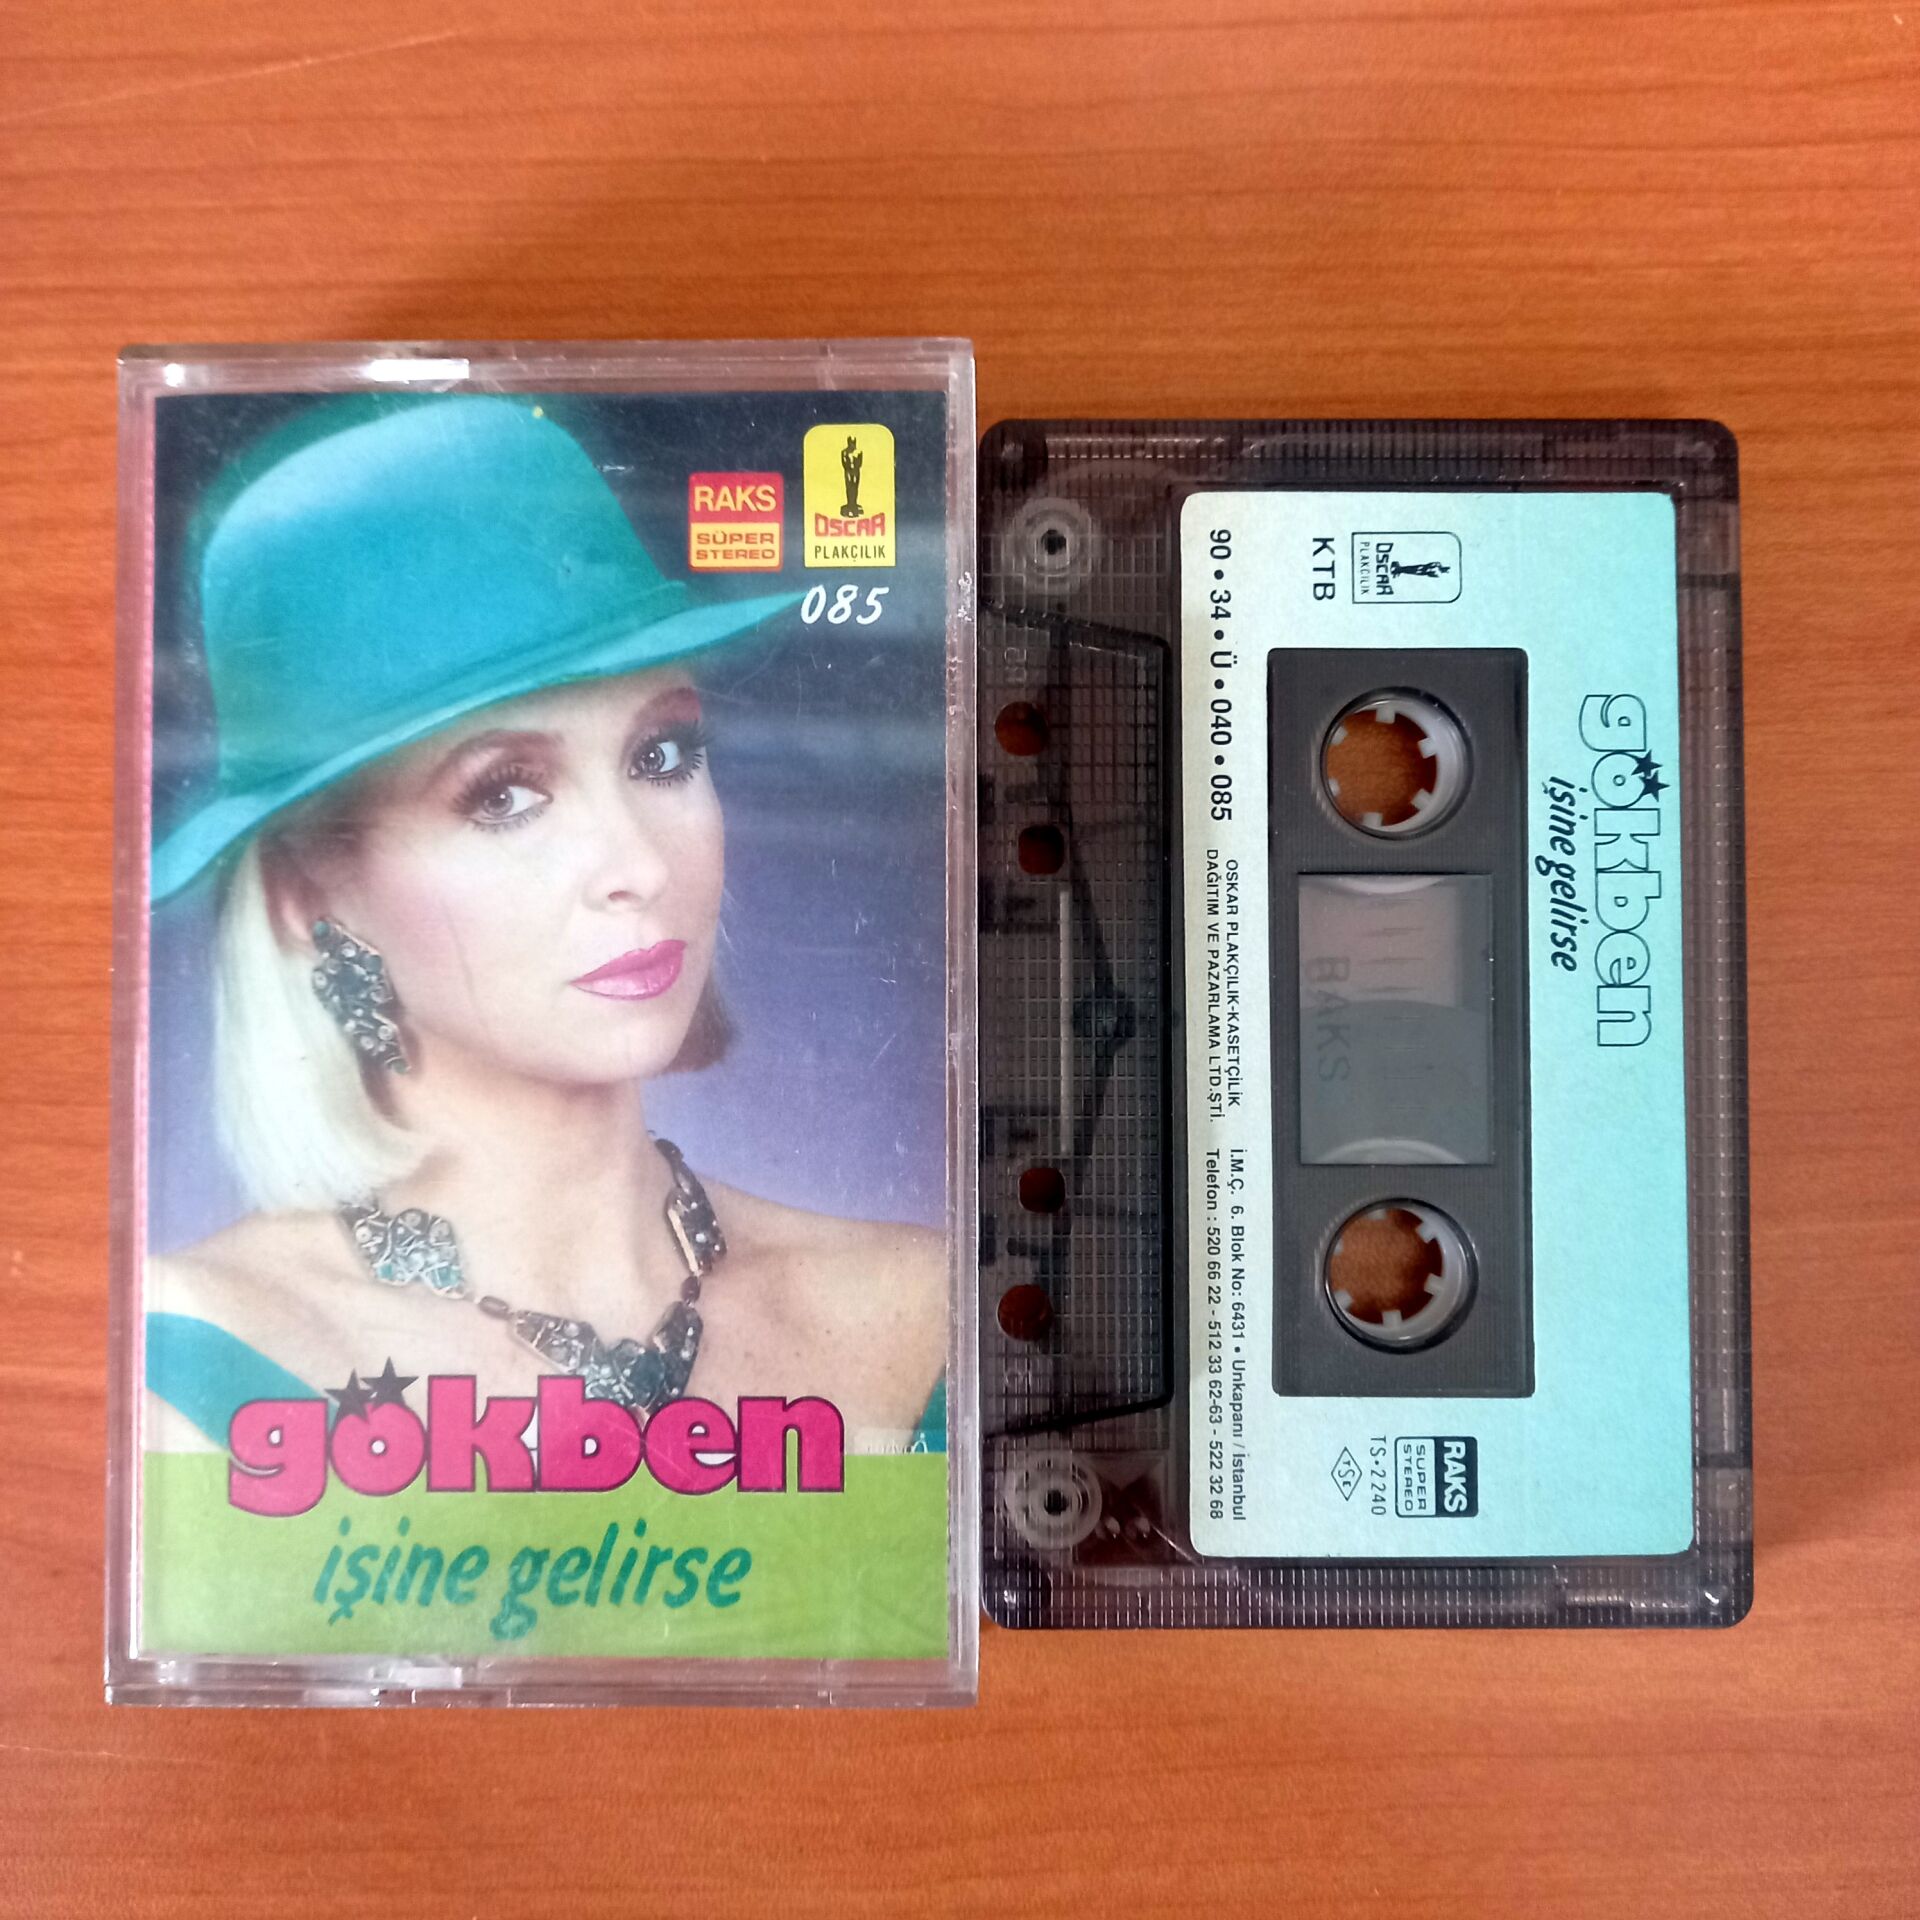 RAKS
SÜPER
STEREO
OSCAR
PLAKÇILIK
085
gökben
işine gelirse
gökben
işine gelirse
OSCAR
PLAKÇILIK
KTB
RAKS
SÜPER
STEREO
TS•2240
TSE
RAKS
90 • 34 • Ü • 040 • 085
OSKAR PLAKÇILIK-KASETÇİLİK
DAĞITIM VE PAZARLAMA LTD.ŞTİ.
İ.M.Ç. 6. Blok No: 6431 • Unkapanı / İstanbul
Telefon : 520 66 22 - 512 33 62-63 - 522 32 68